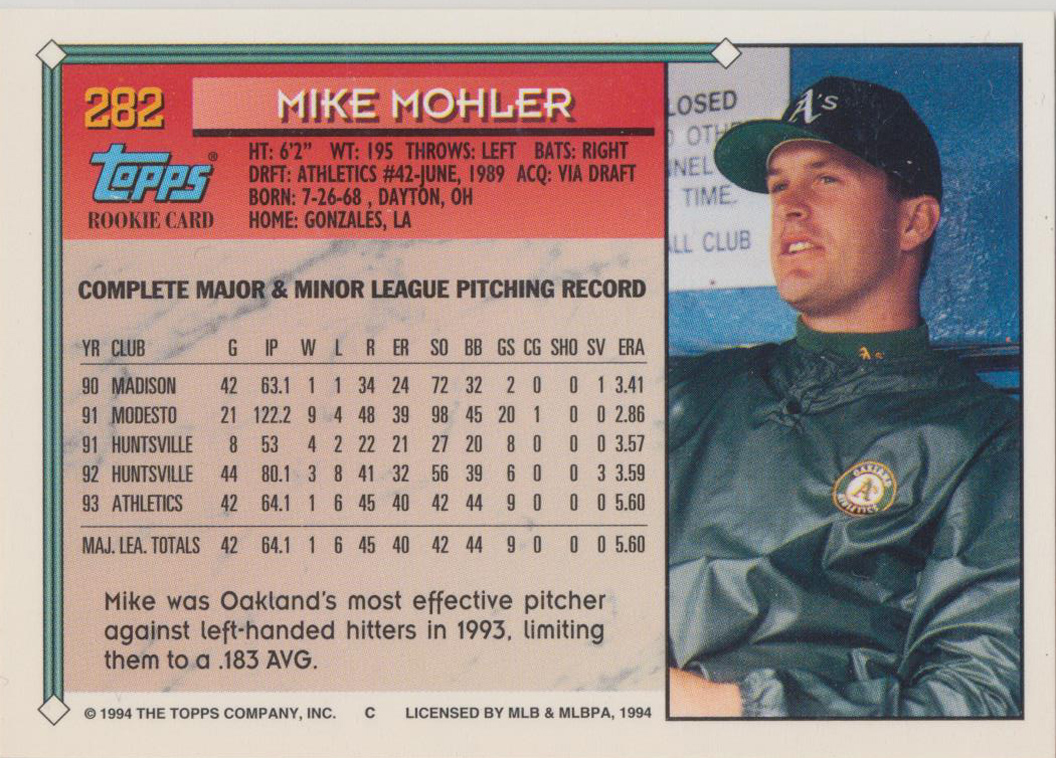 282
MIKE MOHLER
Topps®
ROOKIE CARD
HT: 6'2" WT: 195 THROWS: LEFT BATS: RIGHT
DRFT: ATHLETICS #42-JUNE, 1989 ACQ: VIA DRAFT
BORN: 7-26-68 , DAYTON, OH
HOME: GONZALES, LA
COMPLETE MAJOR & MINOR LEAGUE PITCHING RECORD
YR CLUB G IP W L R ER SO BB GS CG SHO SV ERA
90 MADISON 42 63.1 1 1 34 24 72 32 2 0 0 1 3.41
91 MODESTO 21 122.2 9 4 48 39 98 45 20 1 0 0 2.86
91 HUNTSVILLE 8 53 4 2 22 21 27 20 8 0 0 0 3.57
92 HUNTSVILLE 44 80.1 3 8 41 32 56 39 6 0 0 3 3.59
93 ATHLETICS 42 64.1 1 6 45 40 42 44 9 0 0 0 5.60
MAJ. LEA. TOTALS 42 64.1 1 6 45 40 42 44 9 0 0 0 5.60
Mike was Oakland's most effective pitcher
against left-handed hitters in 1993, limiting
them to a .183 AVG.
© 1994 THE TOPPS COMPANY, INC. C LICENSED BY MLB & MLBPA, 1994
LOSED
OTHE
NEL
TIME.
LL CLUB
A's
A's
OAKLAND
A's
ATHLETICS